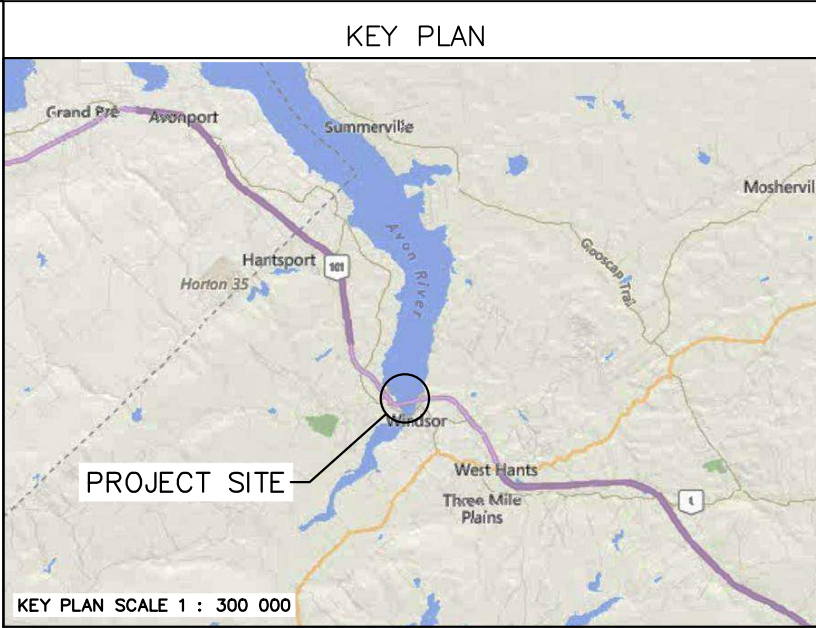 KEY PLAN
Grand Pré
Avonport
Summerville
Moshervil
Avon River
Gooscap Trail
Hantsport
101
Horton 35
Windsor
PROJECT SITE
West Hants
Three Mile
Plains
1
KEY PLAN SCALE 1 : 300 000